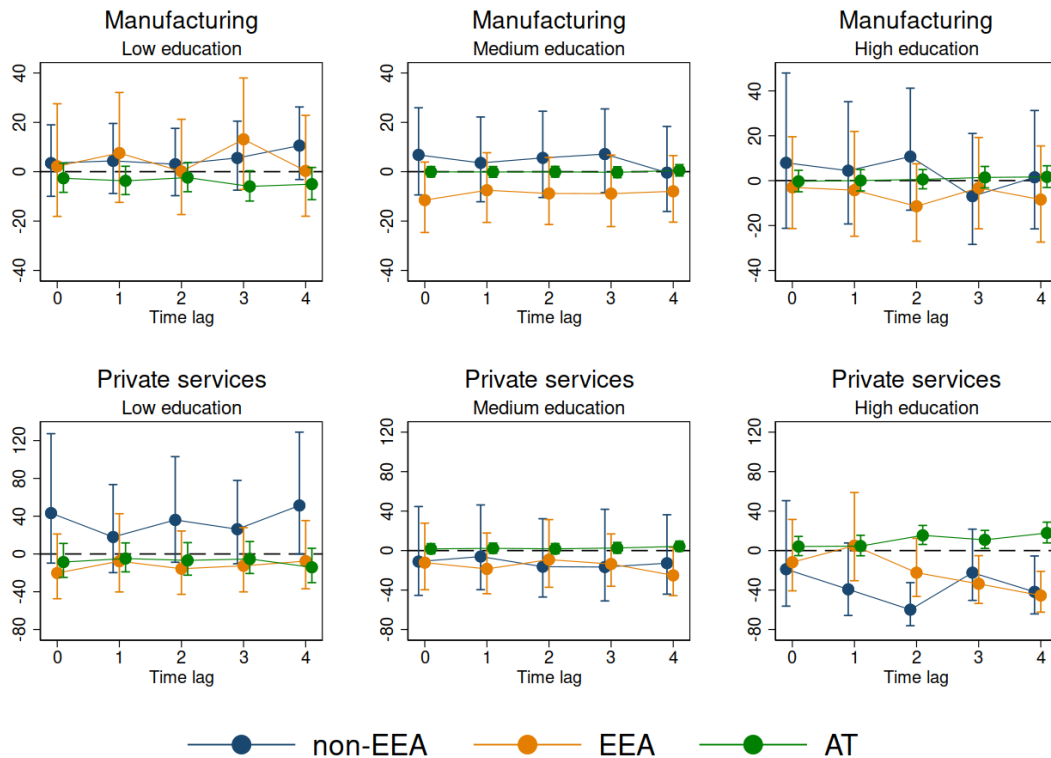 Manufacturing Manufacturing Manufacturing
Low education Medium education High education
40 40 40
20 20 20
0 0 0
-20 -20 -20
-40 -40 -40
0 1 2 3 4 0 1 2 3 4 0 1 2 3 4
Time lag Time lag Time lag
Private services Private services Private services
Low education Medium education High education
120 120 120
80 80 80
40 40 40
0 0 0
-40 -40 -40
-80 -80 -80
0 1 2 3 4 0 1 2 3 4 0 1 2 3 4
Time lag Time lag Time lag
non-EEA EEA AT